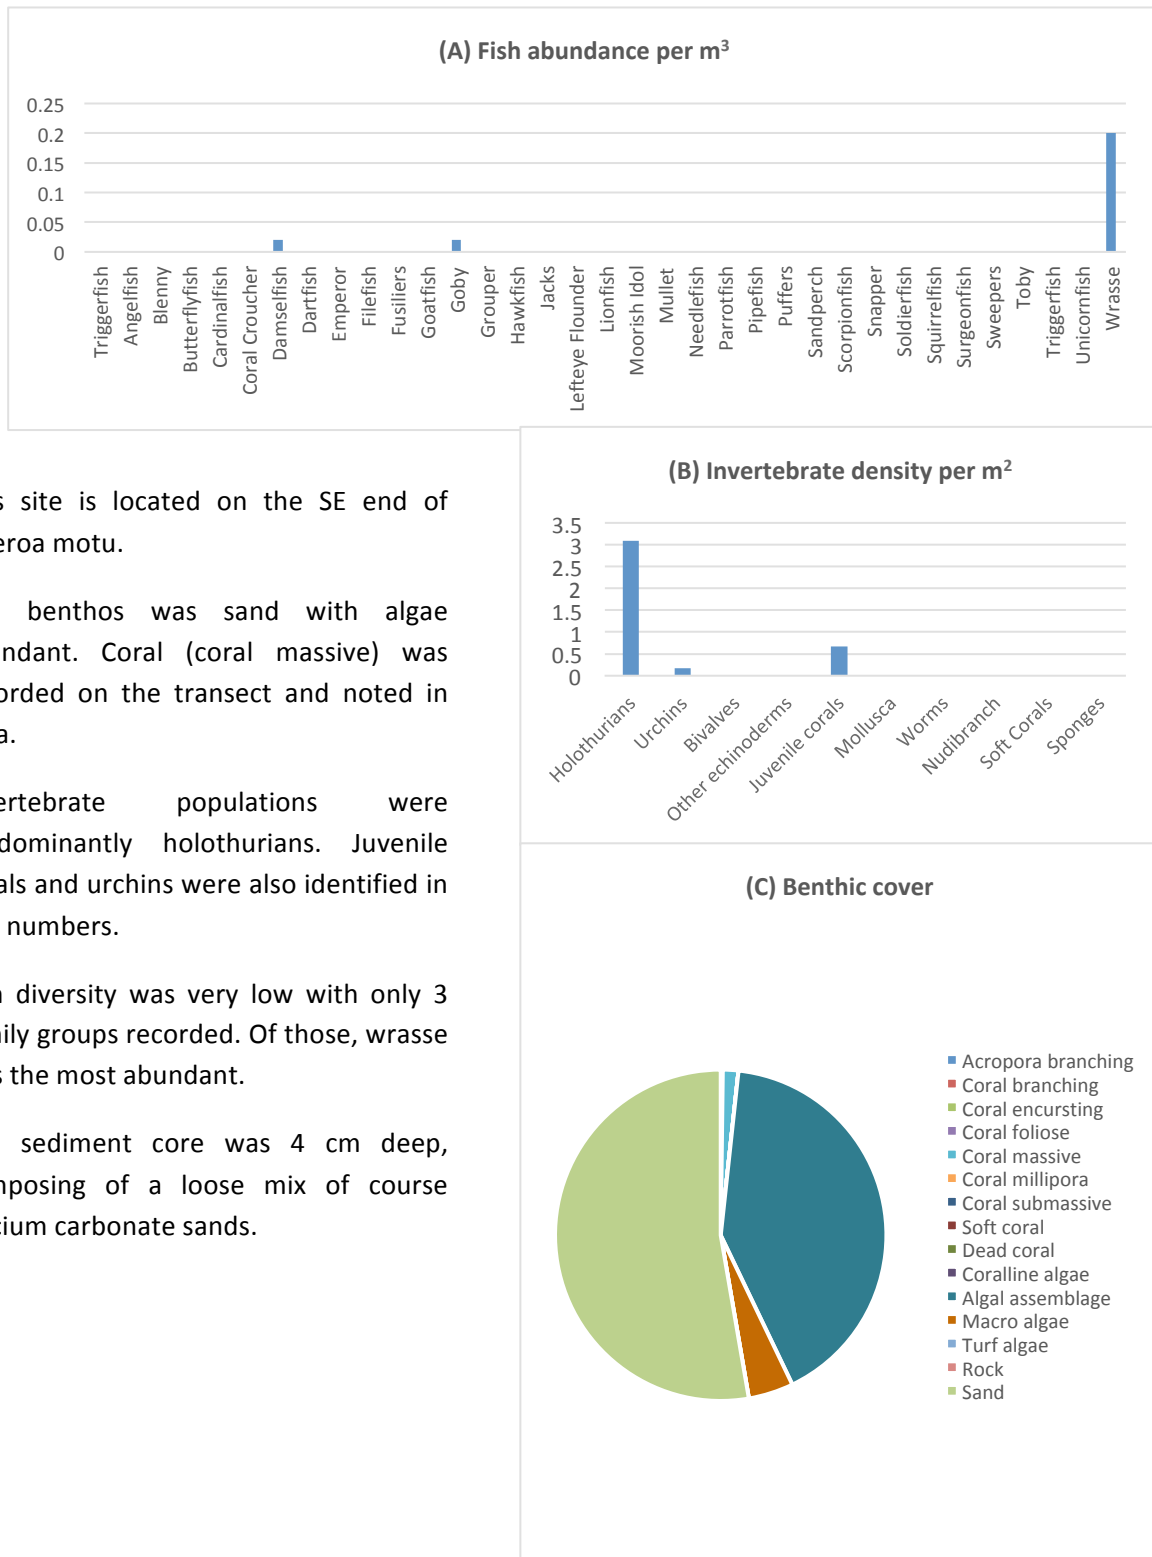 (A) Fish abundance per m³
0.25
0.2
0.15
0.1
0.05
0
Triggerfish
Angelfish
Blenny
Butterflyfish
Cardinalfish
Coral Croucher
Damselfish
Dartfish
Emperor
Filefish
Fusiliers
Goatfish
Goby
Grouper
Hawkfish
Jacks
Lefteye Flounder
Lionfish
Moorish Idol
Mullet
Needlefish
Parrotfish
Pipefish
Puffers
Sandperch
Scorpionfish
Snapper
Soldierfish
Squirrelfish
Surgeonfish
Sweepers
Toby
Triggerfish
Unicornfish
Wrasse
s site is located on the SE end of
eroa motu.
benthos was sand with algae
ndant. Coral (coral massive) was
orded on the transect and noted in
a.
ertebrate populations were
dominantly holothurians. Juvenile
als and urchins were also identified in
numbers.
diversity was very low with only 3
ily groups recorded. Of those, wrasse
s the most abundant.
sediment core was 4 cm deep,
nposing of a loose mix of course
cium carbonate sands.
(B) Invertebrate density per m²
3.5
3
2.5
2
1.5
1
0.5
0
Holothurians
Urchins
Bivalves
Other echinoderms
Juvenile corals
Mollusca
Worms
Nudibranch
Soft Corals
Sponges
(C) Benthic cover
Acropora branching
Coral branching
Coral encursting
Coral foliose
Coral massive
Coral millipora
Coral submassive
Soft coral
Dead coral
Coralline algae
Algal assemblage
Macro algae
Turf algae
Rock
Sand